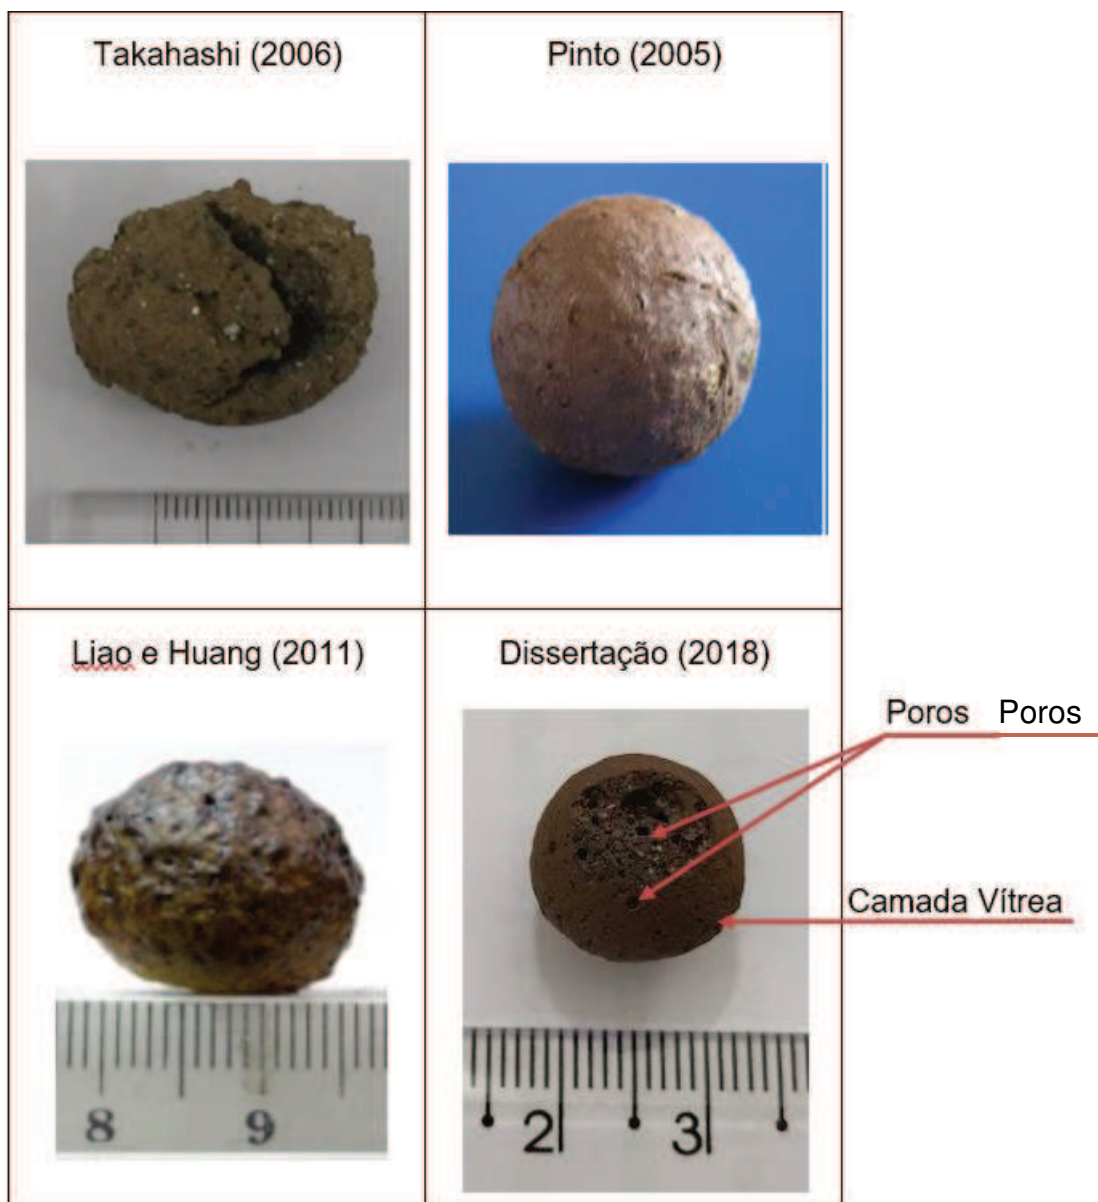 Takahashi (2006)
Pinto (2005)
Liao e Huang (2011)
Dissertação (2018)
Poros Poros
Camada Vítrea
8 9
2 3